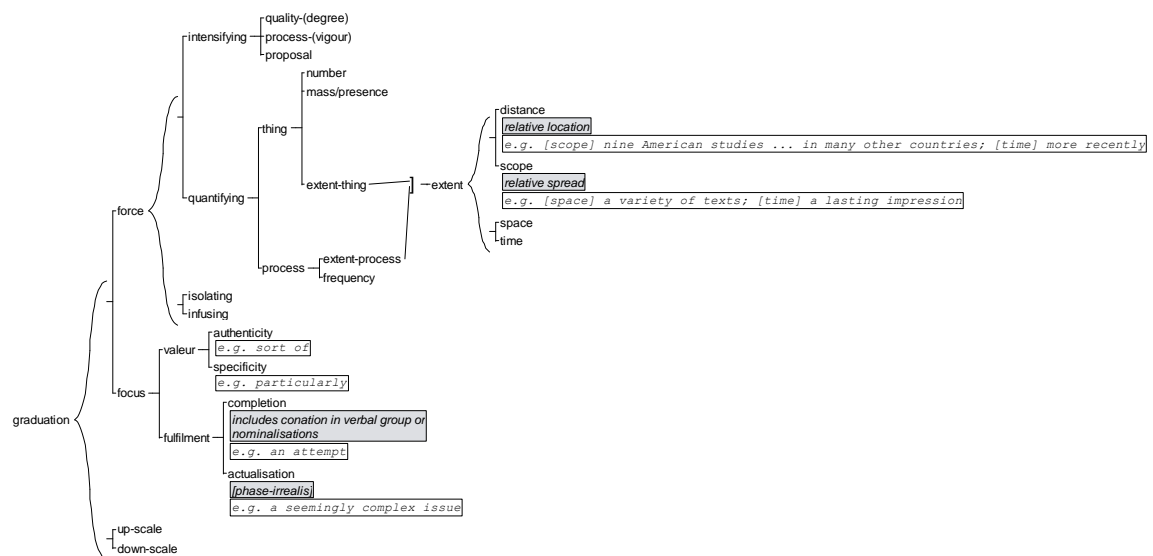 quality-(degree)
intensifying
process-(vigour)
proposal
number
mass/presence
thing
distance
relative location
e.g. [scope] nine American studies ... in many other countries; [time] more recently
scope
relative spread
e.g. [space] a variety of texts; [time] a lasting impression
extent-thing
extent
quantifying
force
space
time
extent-process
process
frequency
isolating
infusing
authenticity
e.g. sort of
valeur
specificity
e.g. particularly
focus
completion
includes conation in verbal group or
nominalisations
e.g. an attempt
graduation
fulfilment
actualisation
[phase-irrealis]
e.g. a seemingly complex issue
up-scale
down-scale